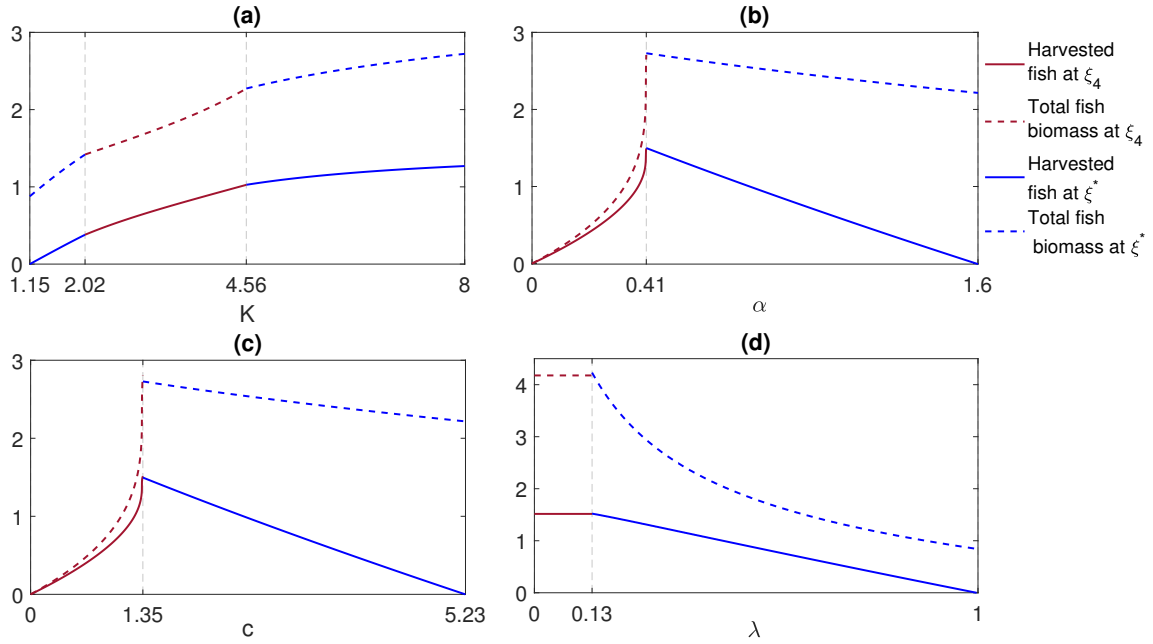 (a)
3
2
1
0
1.15 2.02 4.56 8
K
(b)
3
2
1
0
0 0.41 1.6
α
Harvested
fish at ξ4
Total fish
biomass at ξ4
Harvested
fish at ξ*
Total fish
biomass at ξ*
(c)
3
2
1
0
0 1.35 5.23
c
(d)
4
3
2
1
0
0 0.13 1
λ